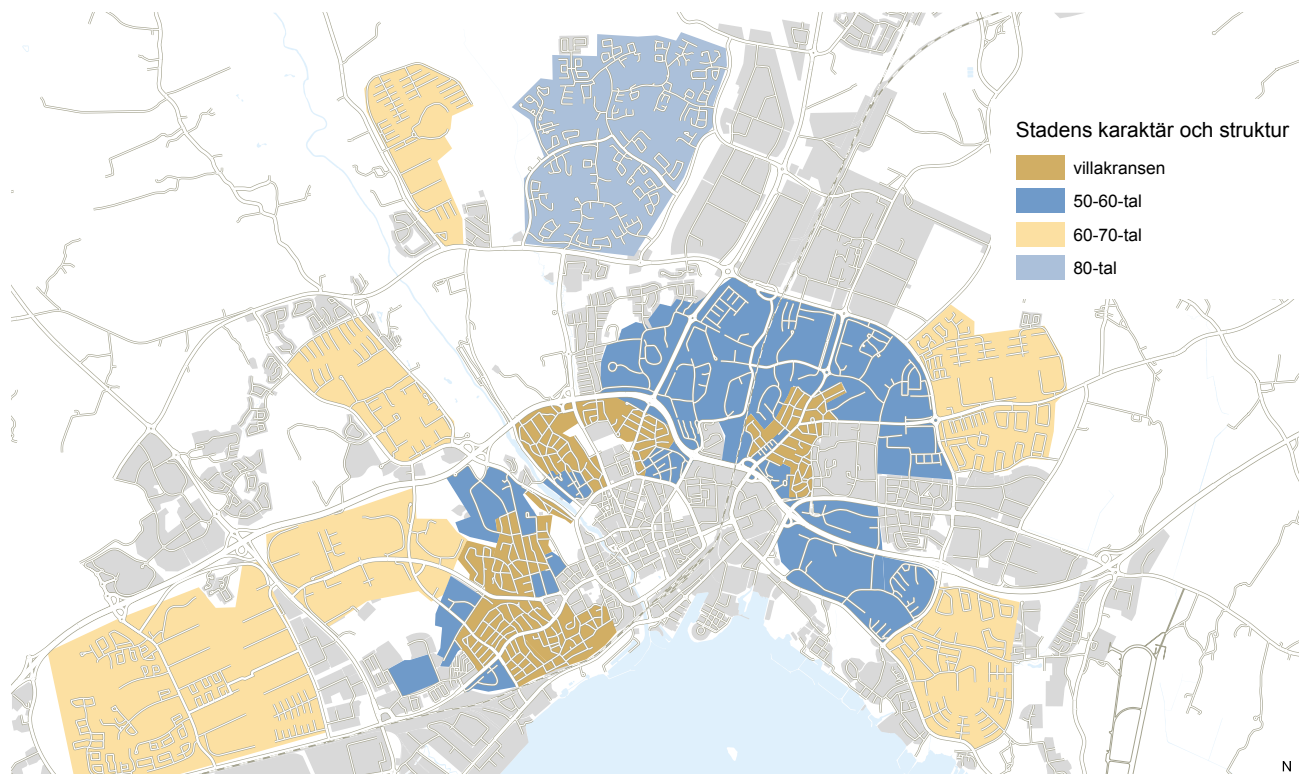 Stadens karaktär och struktur
villakransen
50-60-tal
60-70-tal
80-tal
N